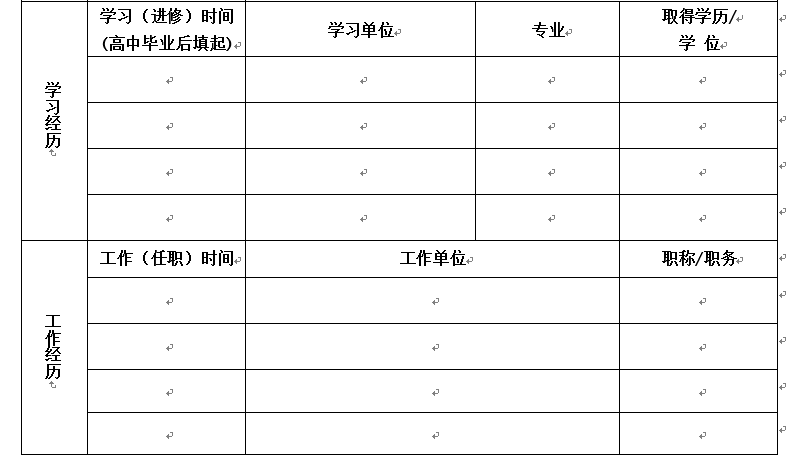 学习（进修）时间
(高中毕业后填起)
学习单位
专业
取得学历/
学 位
学习经历
工作（任职）时间
工作单位
职称/职务
工作经历